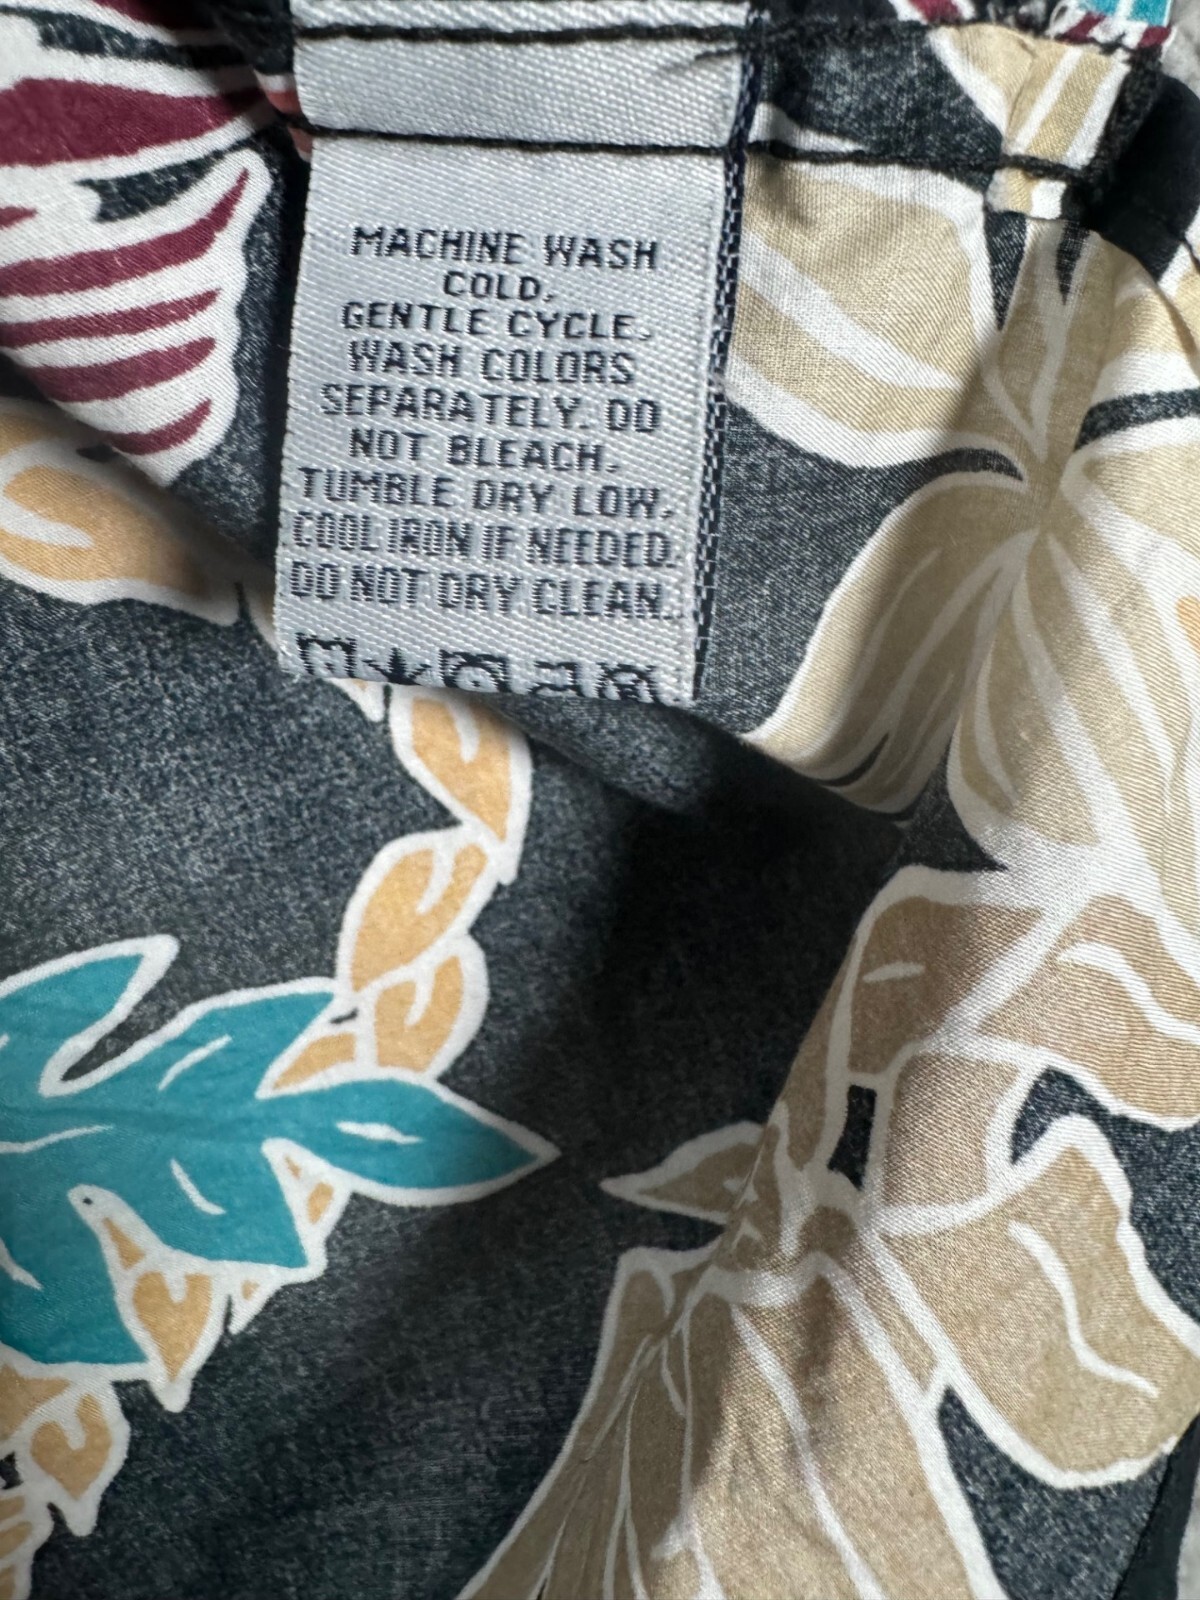 MACHINE WASH
COLD,
GENTLE CYCLE,
WASH COLORS
SEPARATELY. DO
NOT BLEACH.
TUMBLE DRY LOW.
COOL IRON IF NEEDED.
DO NOT DRY CLEAN.